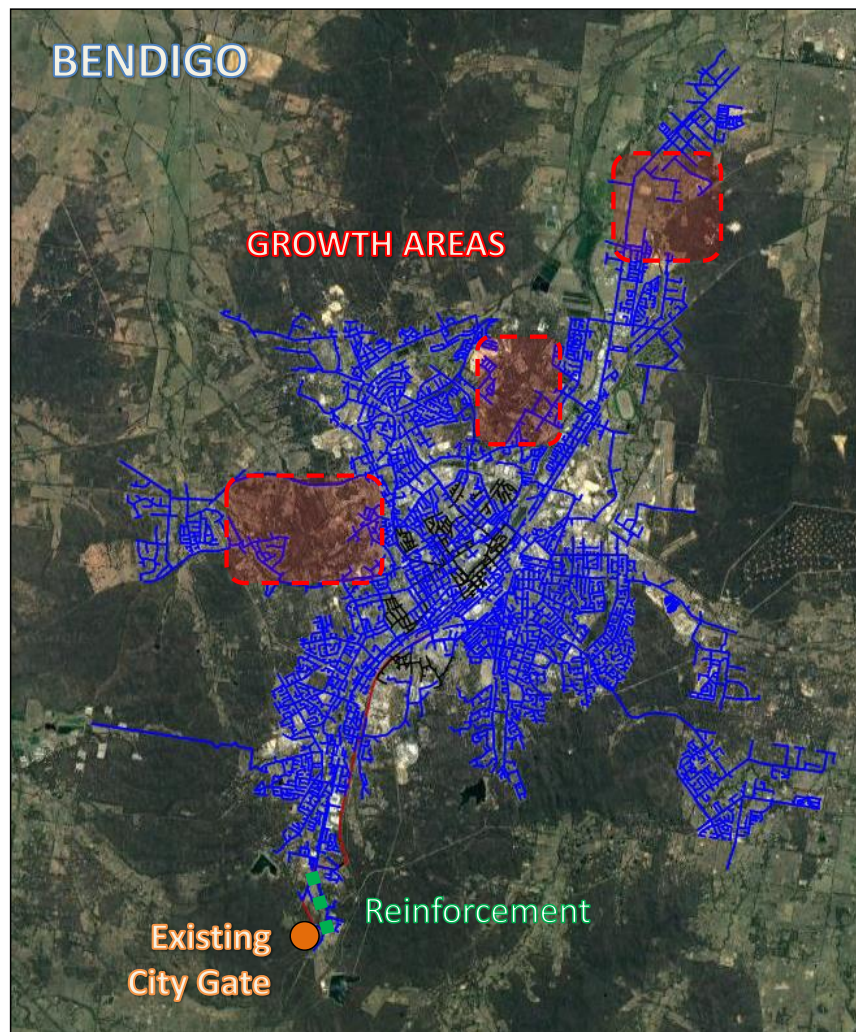 BENDIGO
GROWTH AREAS
Reinforcement
Existing
City Gate